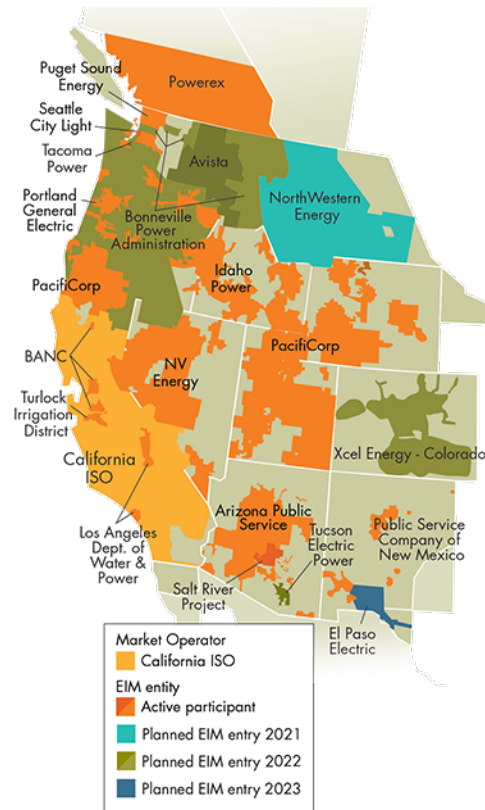 Puget Sound
Energy
Powerex
Seattle
City Light
Tacoma
Power
Avista
Portland
General
Electric
Bonneville
Power
Administration
NorthWestern
Energy
Idaho
Power
PacifiCorp
PacifiCorp
BANC
NV
Energy
Turlock
Irrigation
District
California
ISO
Xcel Energy - Colorado
Los Angeles
Dept. of
Water &
Power
Arizona Public
Service
Tucson
Electric
Power
Salt River
Project
Public Service
Company of
New Mexico
El Paso
Electric
Market Operator
California ISO
EIM entity
Active participant
Planned EIM entry 2021
Planned EIM entry 2022
Planned EIM entry 2023